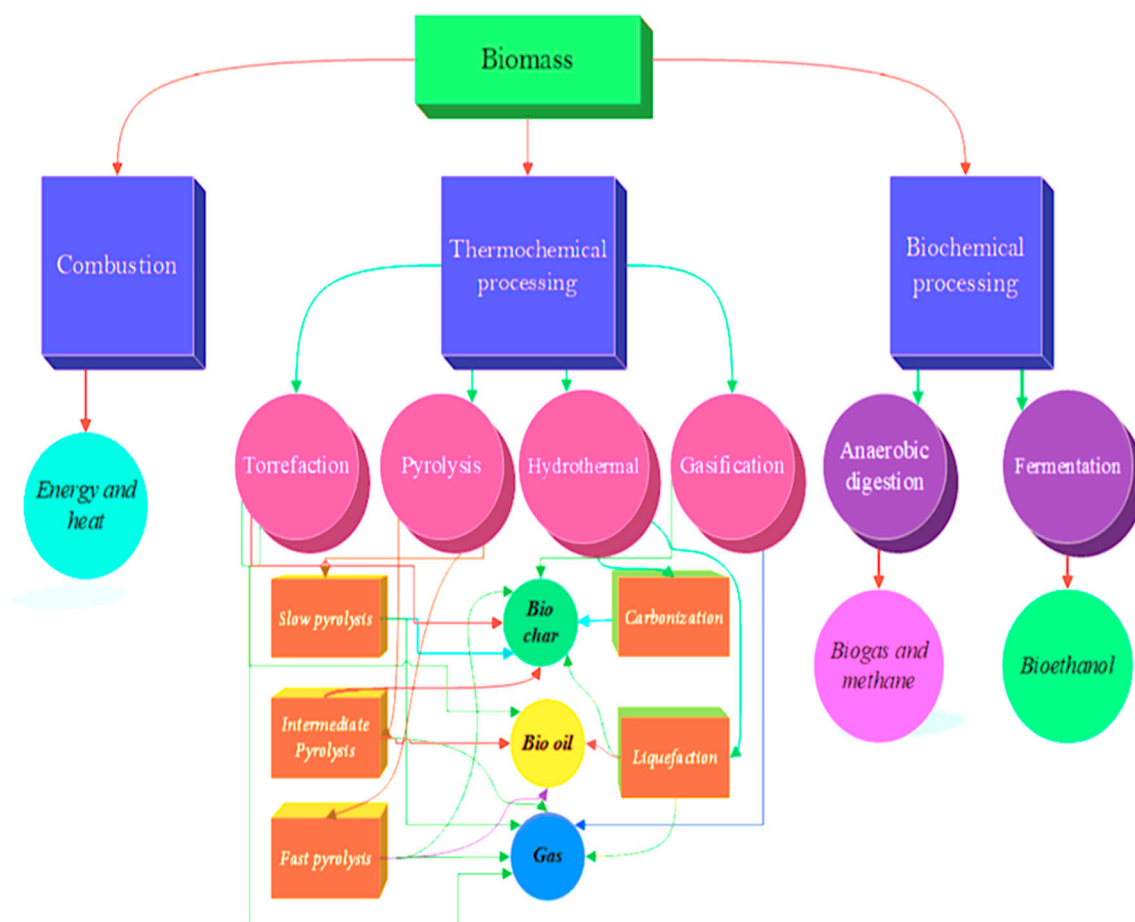 Biomass
Combustion
Thermochemical
processing
Biochemical
processing
Energy and
heat
Torrefaction
Pyrolysis
Hydrothermal
Gasification
Anaerobic
digestion
Fermentation
Slow pyrolysis
Bio
char
Carbonization
Biogas and
methane
Bioethanol
Intermediate
Pyrolysis
Bio oil
Liquefaction
Fast pyrolysis
Gas